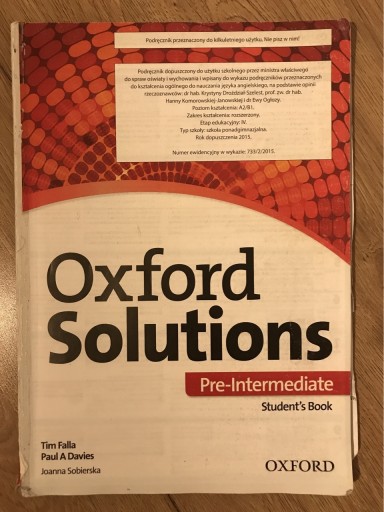 Podręcznik przeznaczony do kilkuletniego użytku. Nie pisz w nim!
Podręcznik dopuszczony do użytku szkolnego przez ministra właściwego
do spraw oświaty i wychowania i wpisany do wykazu podręczników przeznaczonych
do kształcenia ogólnego do nauczania języka angielskiego, na podstawie opinii
rzeczoznawców: dr hab. Krystyny Droździał-Szelest, prof. zw. dr hab.
Hanny Komorowskiej-Janowskiej i dr Ewy Ogłozy.
Poziom kształcenia: A2/B1.
Zakres kształcenia: rozszerzony.
Etap edukacyjny: IV.
Typ szkoły: szkoła ponadgimnazjalna.
Rok dopuszczenia 2015.
Numer ewidencyjny w wykazie: 733/2/2015.
Oxford
Solutions
Pre-Intermediate
Student's Book
Tim Falla
Paul A Davies
Joanna Sobierska
OXFORD